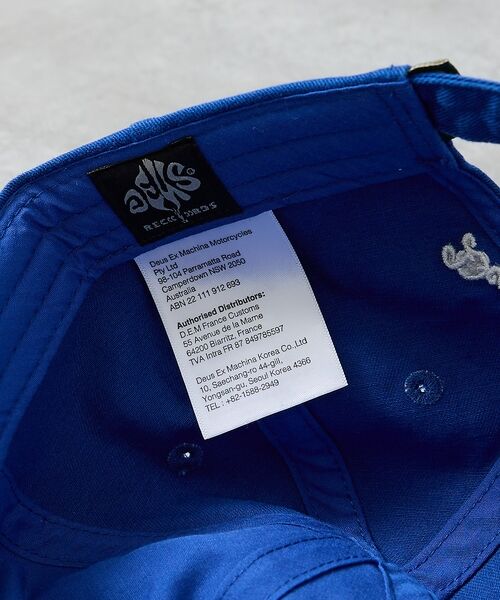 deus
RECORDS
Deus Ex Machina Motorcycles
Pty Ltd
98-104 Parramatta Road
Camperdown NSW 2050
Australia
ABN 22 111 912 693
Authorised Distributors:
D.E.M France Customs
55 Avenue de la Marne
64200 Biarritz, France
TVA Intra FR 87 849785597
Deus Ex Machina Korea Co.,Ltd
10, Saechang-ro 44-gil,
Yongsan-gu, Seoul Korea 4366
TEL : +82-1588-2949